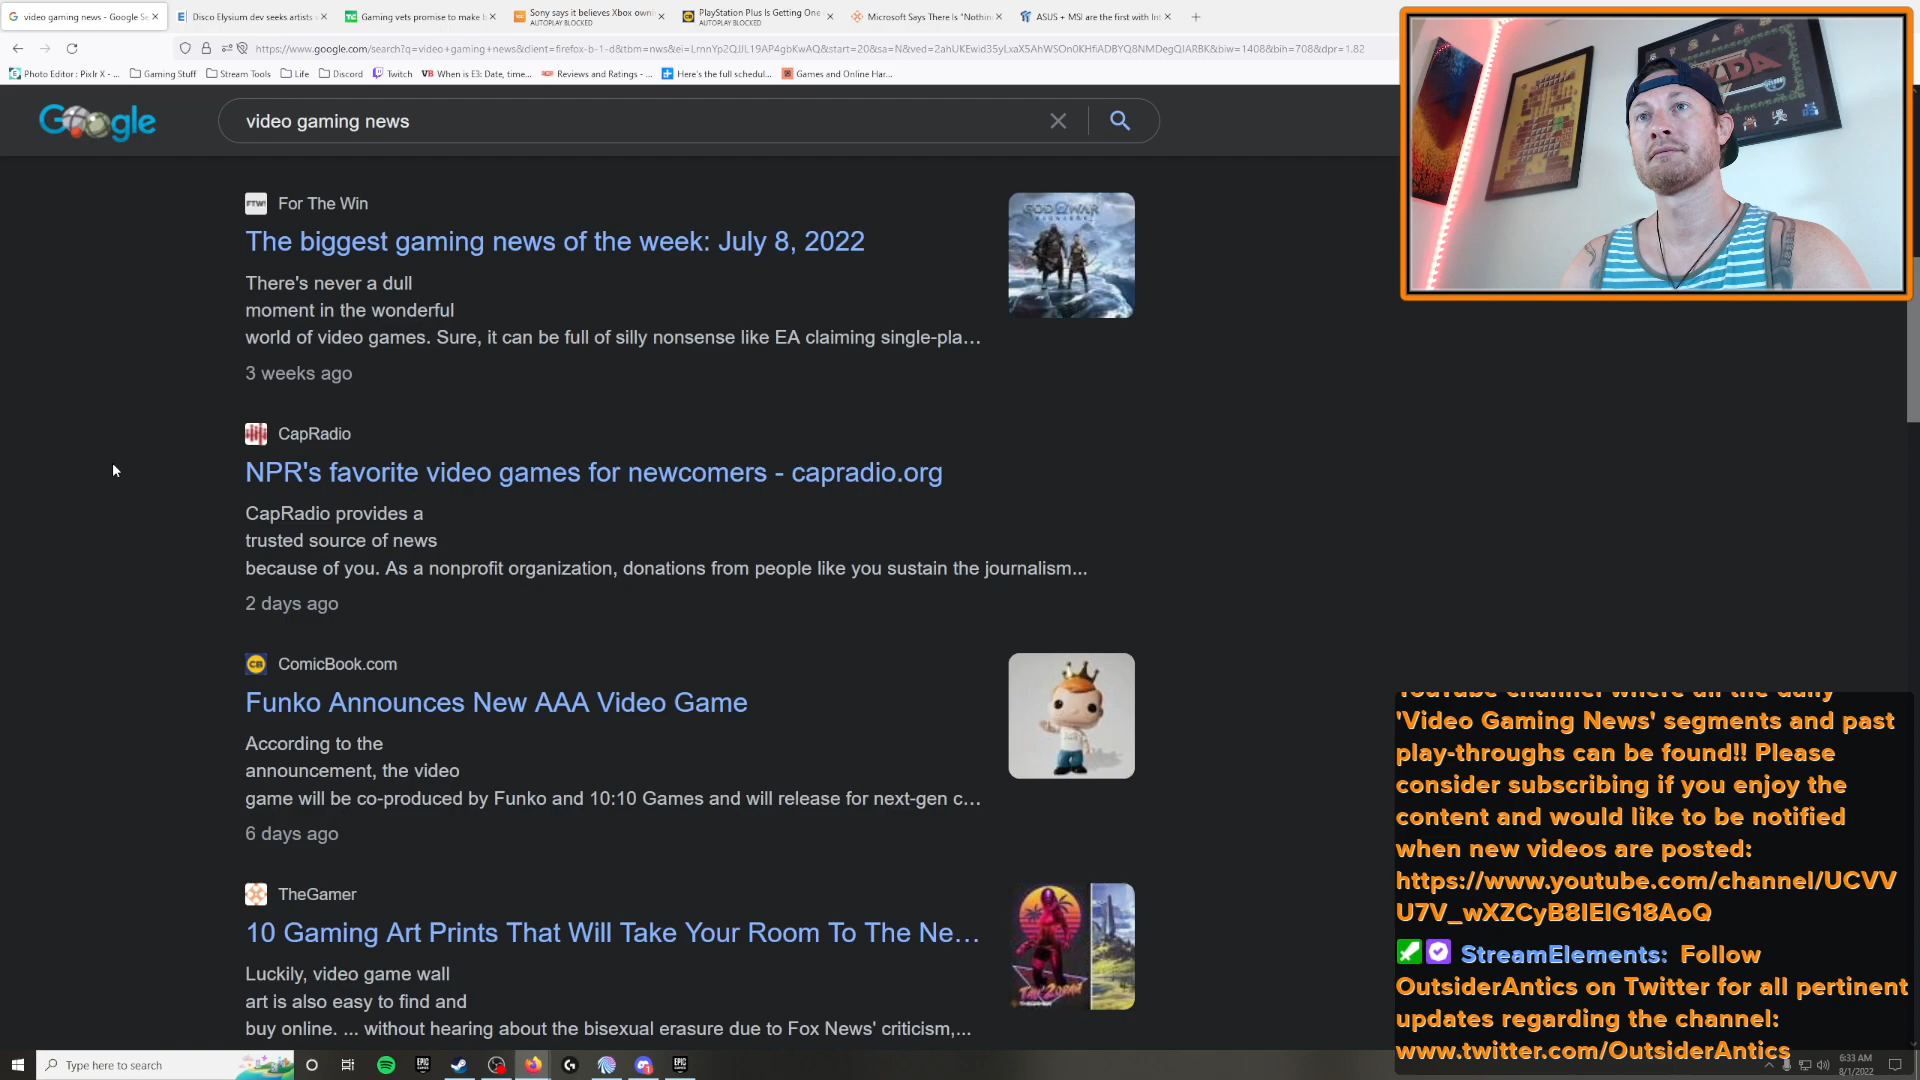 video gaming news - Google Se
Disco Elysium dev seeks artists
Gaming vets promise to make
Sony says it believes Xbox owni
AUTOPLAY BLOCKED
PlayStation Plus Is Getting One
AUTOPLAY BLOCKED
Microsoft Says There Is "Nothin
ASUS + MSI are the first with Int
Photo Editor : Pixlr X - ...
Gaming Stuff
Stream Tools
Life
Discord
Twitch
When is E3: Date, time...
Reviews and Ratings - ...
Here's the full schedul...
Games and Online Har...
Google
video gaming news
FTW!
For The Win
The biggest gaming news of the week: July 8, 2022
There's never a dull
moment in the wonderful
world of video games. Sure, it can be full of silly nonsense like EA claiming single-pla...
3 weeks ago
GOD OF WAR
CapRadio
NPR's favorite video games for newcomers - capradio.org
CapRadio provides a
trusted source of news
because of you. As a nonprofit organization, donations from people like you sustain the journalism...
2 days ago
CB
ComicBook.com
Funko Announces New AAA Video Game
According to the
announcement, the video
game will be co-produced by Funko and 10:10 Games and will release for next-gen c...
6 days ago
TheGamer
10 Gaming Art Prints That Will Take Your Room To The Ne...
Luckily, video game wall
art is also easy to find and
buy online. ... without hearing about the bisexual erasure due to Fox News' criticism,...
YouTube channel where all the daily
'Video Gaming News' segments and past
play-throughs can be found!! Please
consider subscribing if you enjoy the
content and would like to be notified
when new videos are posted:
https://www.youtube.com/channel/UCVV
U7V_wXZCyB8IEIG18AoQ
StreamElements: Follow
OutsiderAntics on Twitter for all pertinent
updates regarding the channel:
www.twitter.com/OutsiderAntics
Type here to search
6:33 AM
8/1/2022